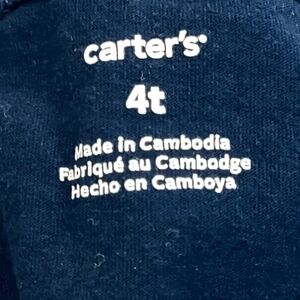 carter's
4t
Made in Cambodia
Fabriqué au Cambodge
Hecho en Camboya